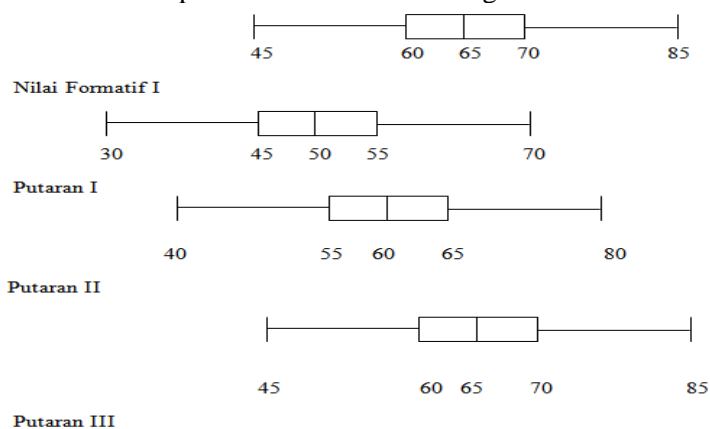 45 60 65 70 85
Nilai Formatif I
30 45 50 55 70
Putaran I
40 55 60 65 80
Putaran II
45 60 65 70 85
Putaran III